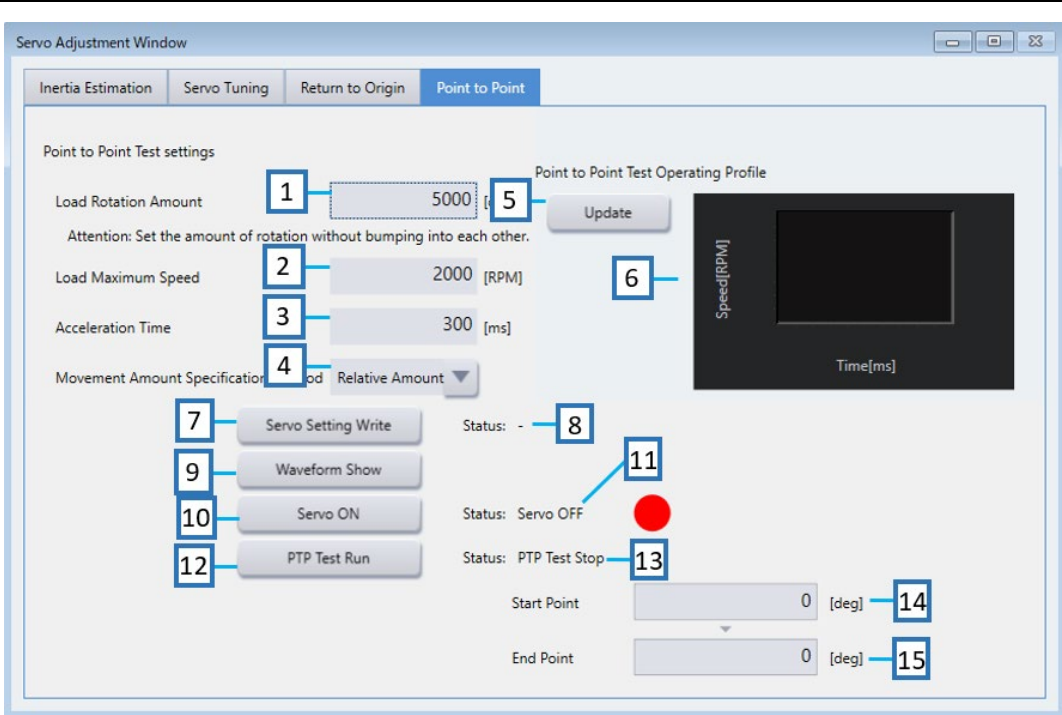 Servo Adjustment Window
Inertia Estimation Servo Tuning Return to Origin Point to Point
Point to Point Test settings
Point to Point Test Operating Profile
Load Rotation Amount 1 5000 5 Update
Attention: Set the amount of rotation without bumping into each other.
Load Maximum Speed 2 2000 [RPM] 6 Speed[RPM]
Acceleration Time 3 300 [ms]
Time[ms]
Movement Amount Specification 4 Relative Amount
7 Servo Setting Write Status: - 8
9 Waveform Show 11
10 Servo ON Status: Servo OFF
12 PTP Test Run Status: PTP Test Stop 13
Start Point 0 [deg] 14
End Point 0 [deg] 15